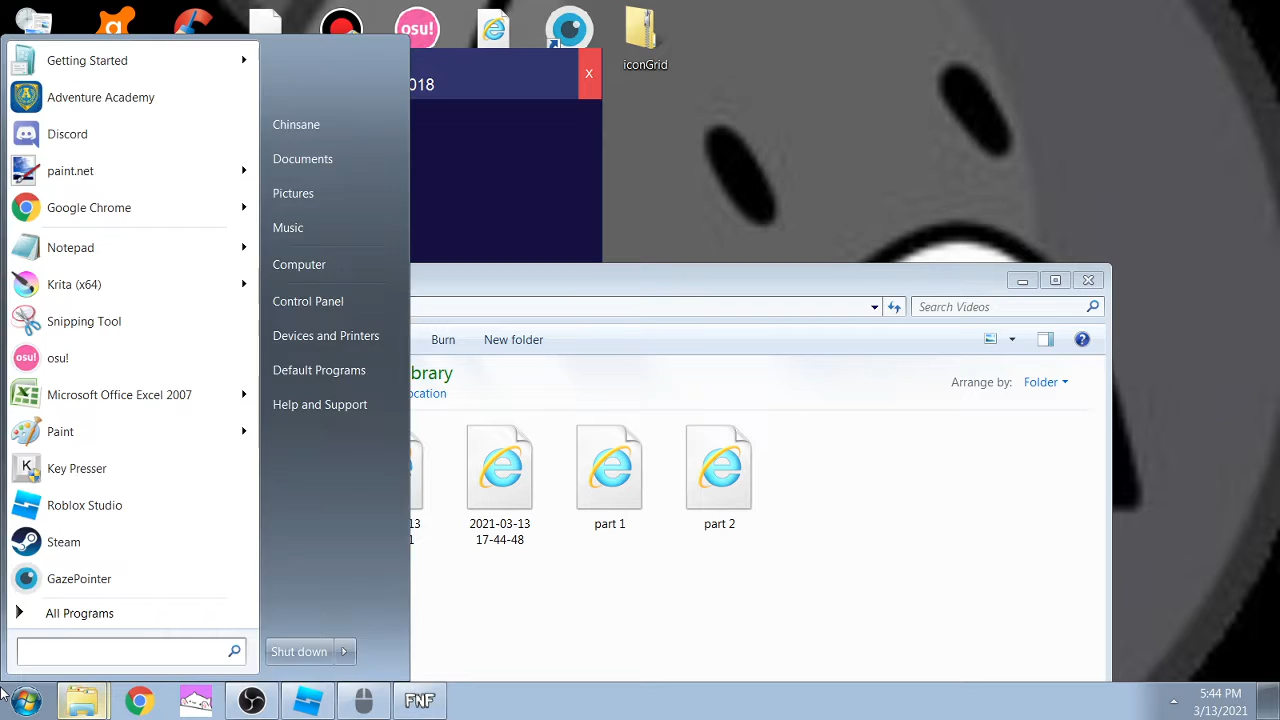 osu!
iconGrid
018
X
Getting Started
Adventure Academy
Discord
paint.net
Google Chrome
Notepad
Krita (x64)
Snipping Tool
osu!
osu!
Microsoft Office Excel 2007
Paint
K
Key Presser
Roblox Studio
Steam
GazePointer
All Programs
Chinsane
Documents
Pictures
Music
Computer
Control Panel
Devices and Printers
Default Programs
Help and Support
Shut down
Search Videos
Burn
New folder
brary
ocation
Arrange by:
Folder
13
1
2021-03-13
17-44-48
part 1
part 2
FNF
5:44 PM
3/13/2021